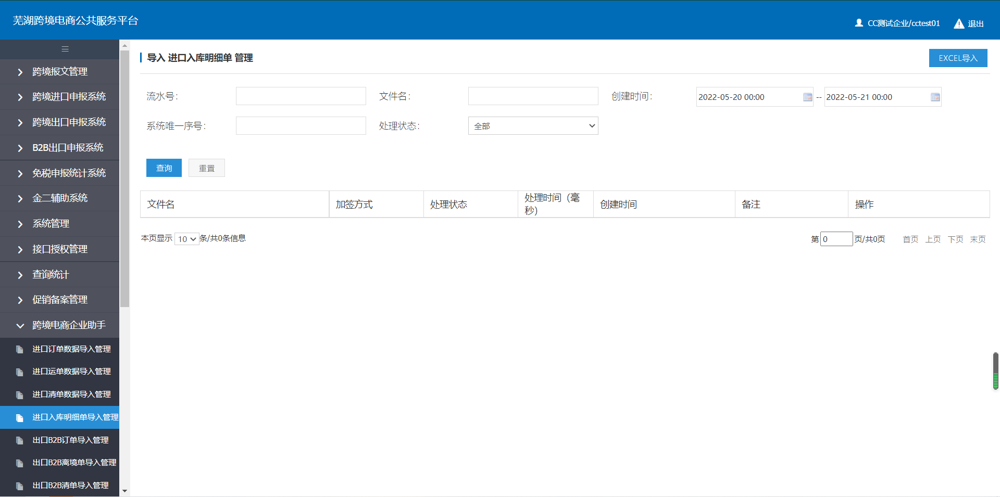 芜湖跨境电商公共服务平台
CC测试企业/cctest01
退出
跨境报文管理
跨境进口申报系统
跨境出口申报系统
B2B出口申报系统
免税申报统计系统
金二辅助系统
系统管理
接口授权管理
查询统计
促销备案管理
跨境电商企业助手
进口订单数据导入管理
进口运单数据导入管理
进口清单数据导入管理
进口入库明细单导入管理
出口B2B订单导入管理
出口B2B离境单导入管理
出口B2B清单导入管理
导入 进口入库明细单 管理
EXCEL导入
流水号：
文件名：
创建时间：
2022-05-20 00:00 -- 2022-05-21 00:00
系统唯一序号：
处理状态：
全部
查询
重置
文件名
加签方式
处理状态
处理时间（毫
秒）
创建时间
备注
操作
本页显示 10 条/共0条信息
第 0 页/共0页
首页 上页 下页 末页